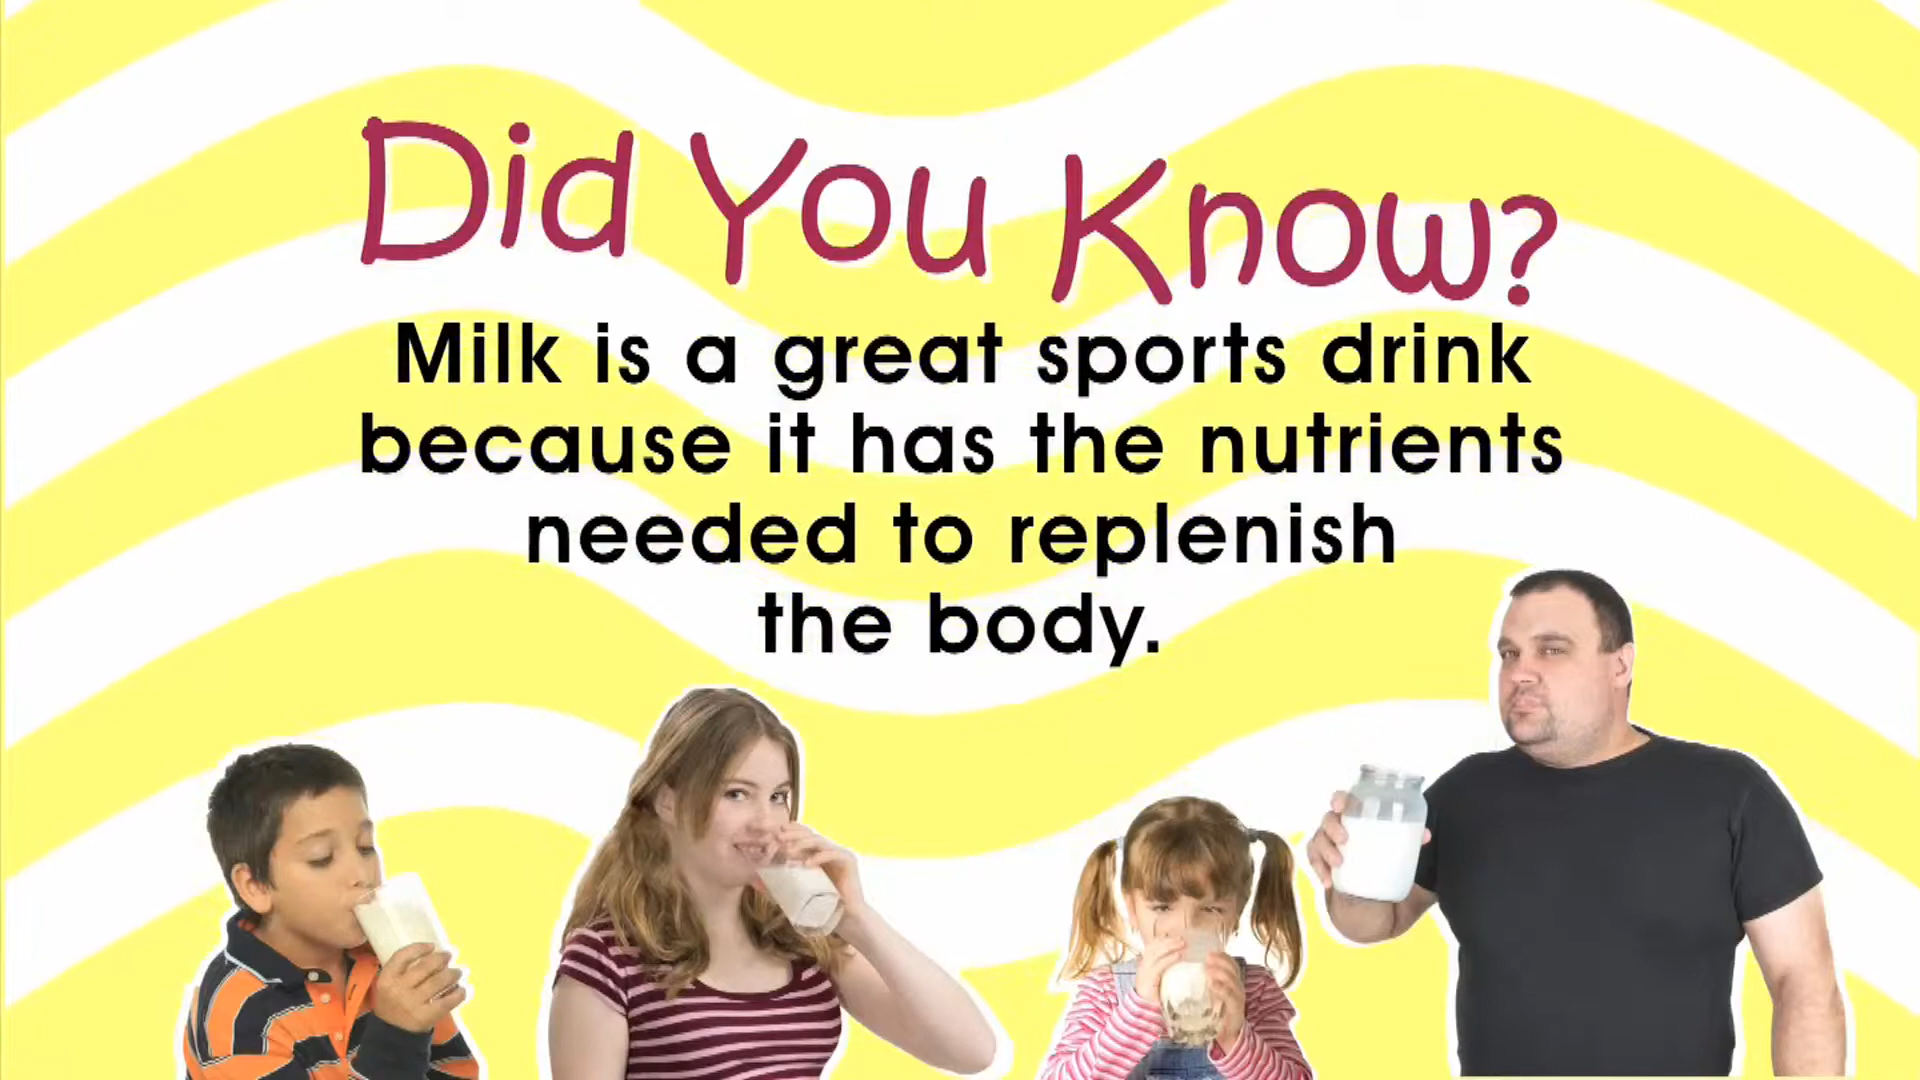 Did You Know?
Milk is a great sports drink
because it has the nutrients
needed to replenish
the body.